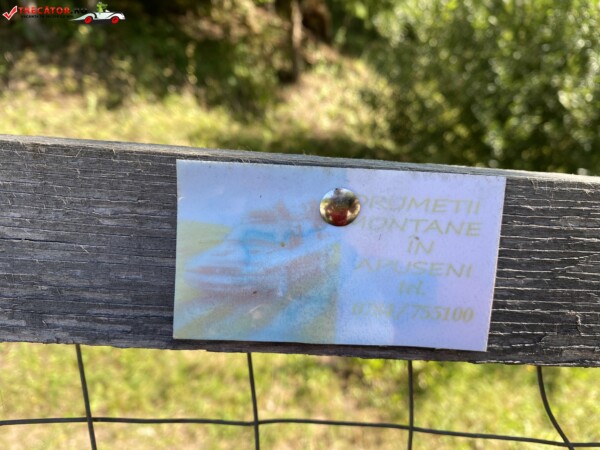 TRECATOR
DRUMETII
MONTANE
ÎN
APUSENI
tel.